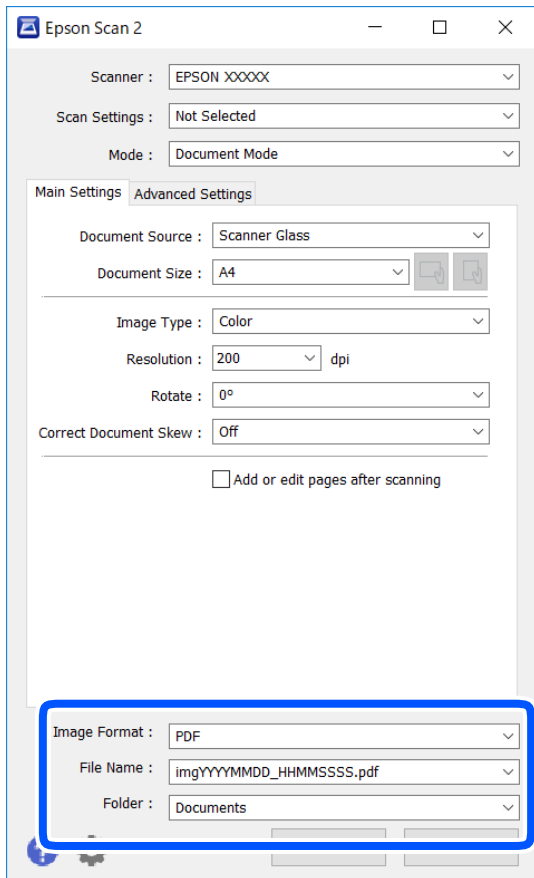 Epson Scan 2
Scanner : EPSON XXXXX
Scan Settings : Not Selected
Mode : Document Mode
Main Settings Advanced Settings
Document Source : Scanner Glass
Document Size : A4
Image Type : Color
Resolution : 200 dpi
Rotate : 0°
Correct Document Skew : Off
Add or edit pages after scanning
Image Format : PDF
File Name : imgYYYYMMDD_HHMMSSSS.pdf
Folder : Documents